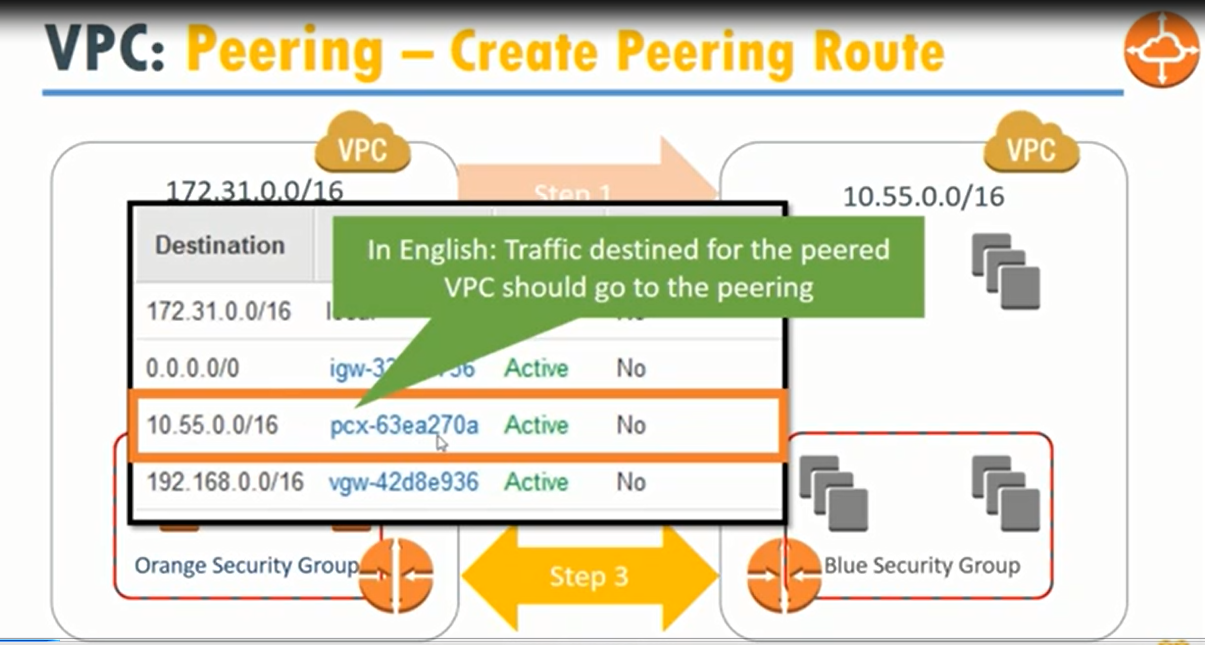 VPC: Peering – Create Peering Route
VPC
VPC
172.31.0.0/16
Step 1
10.55.0.0/16
Destination
In English: Traffic destined for the peered
VPC should go to the peering
172.31.0.0/16
0.0.0.0/0 Active No
10.55.0.0/16 pcx-63ea270a Active No
192.168.0.0/16 vgw-42d8e936 Active No
Orange Security Group
Step 3
Blue Security Group